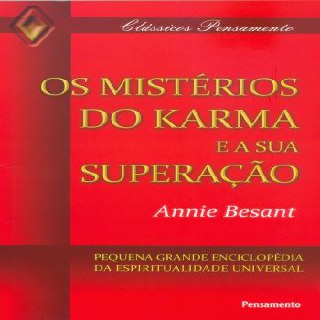 Clássicos Pensamento
OS MISTÉRIOS
DO KARMA
E A SUA
SUPERAÇÃO
Annie Besant
PEQUENA GRANDE ENCICLOPÉDIA
DA ESPIRITUALIDADE UNIVERSAL
Pensamento